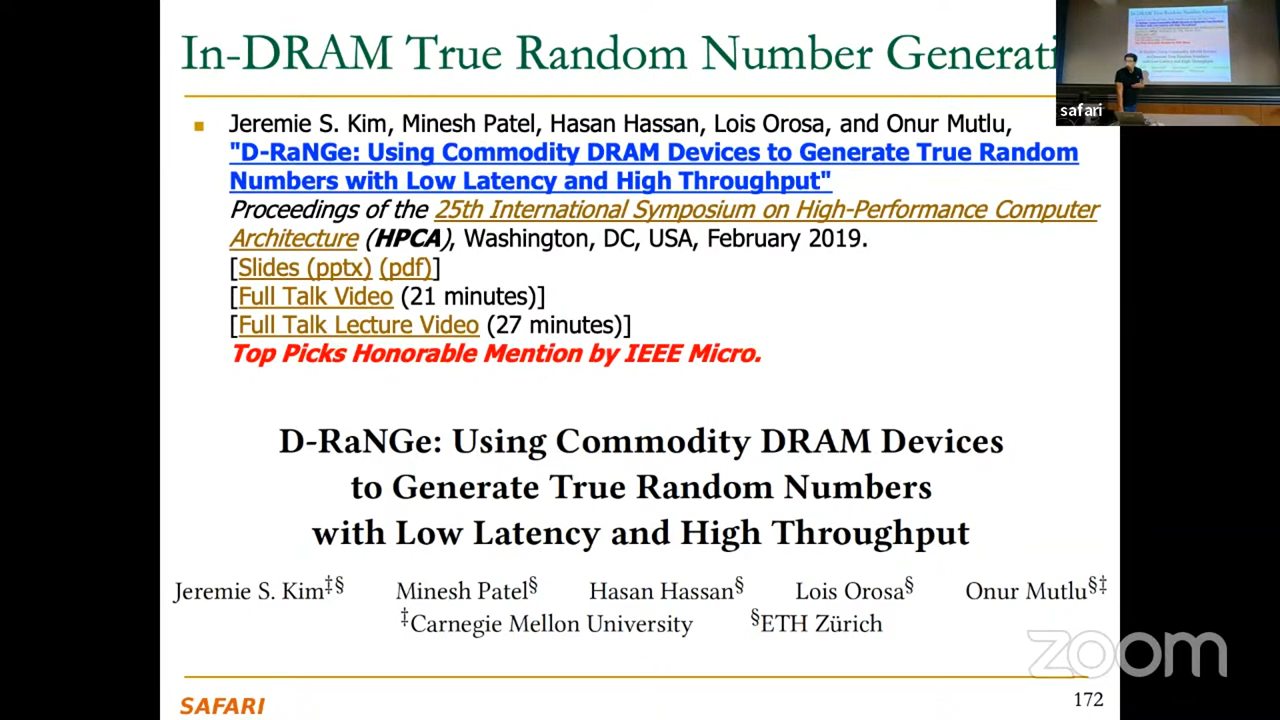 In-DRAM True Random Number Generati
safari
Jeremie S. Kim, Minesh Patel, Hasan Hassan, Lois Orosa, and Onur Mutlu,
"D-RaNGe: Using Commodity DRAM Devices to Generate True Random
Numbers with Low Latency and High Throughput"
Proceedings of the 25th International Symposium on High-Performance Computer
Architecture (HPCA), Washington, DC, USA, February 2019.
[Slides (pptx) (pdf)]
[Full Talk Video (21 minutes)]
[Full Talk Lecture Video (27 minutes)]
Top Picks Honorable Mention by IEEE Micro.
D-RaNGe: Using Commodity DRAM Devices
to Generate True Random Numbers
with Low Latency and High Throughput
Jeremie S. Kim‡§ Minesh Patel§ Hasan Hassan§ Lois Orosa§ Onur Mutlu§‡
‡Carnegie Mellon University §ETH Zürich
zoom
SAFARI
172